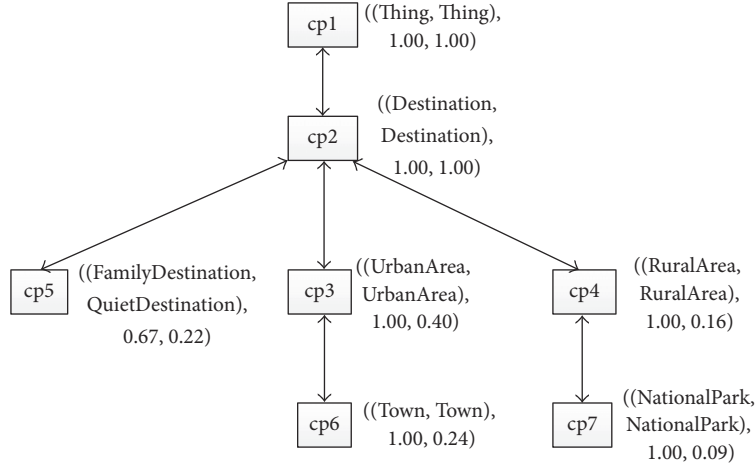 cp1
((Thing, Thing),
1.00, 1.00)
cp2
((Destination,
Destination),
1.00, 1.00)
cp5
((FamilyDestination,
QuietDestination),
0.67, 0.22)
cp3
((UrbanArea,
UrbanArea),
1.00, 0.40)
cp4
((RuralArea,
RuralArea),
1.00, 0.16)
cp6
((Town, Town),
1.00, 0.24)
cp7
((NationalPark,
NationalPark),
1.00, 0.09)